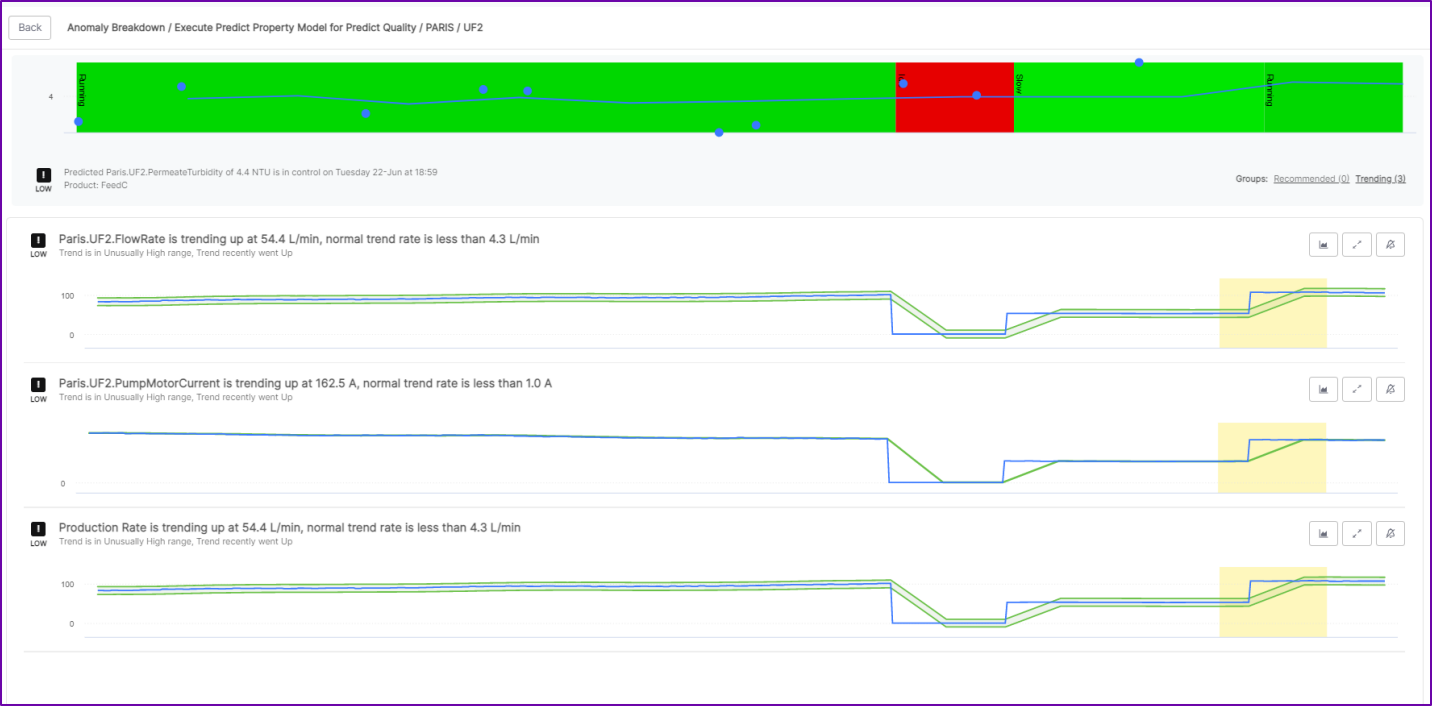 Back
Anomaly Breakdown / Execute Predict Property Model for Predict Quality / PARIS / UF2
Running
Slow
Running
4
!
LOW
Predicted Paris.UF2.PermeateTurbidity of 4.4 NTU is in control on Tuesday 22-Jun at 18:59
Product: FeedC
Groups: Recommended (0) Trending (3)
!
LOW
Paris.UF2.FlowRate is trending up at 54.4 L/min, normal trend rate is less than 4.3 L/min
Trend is in Unusually High range, Trend recently went Up
100
0
!
LOW
Paris.UF2.PumpMotorCurrent is trending up at 162.5 A, normal trend rate is less than 1.0 A
Trend is in Unusually High range, Trend recently went Up
0
!
LOW
Production Rate is trending up at 54.4 L/min, normal trend rate is less than 4.3 L/min
Trend is in Unusually High range, Trend recently went Up
100
0